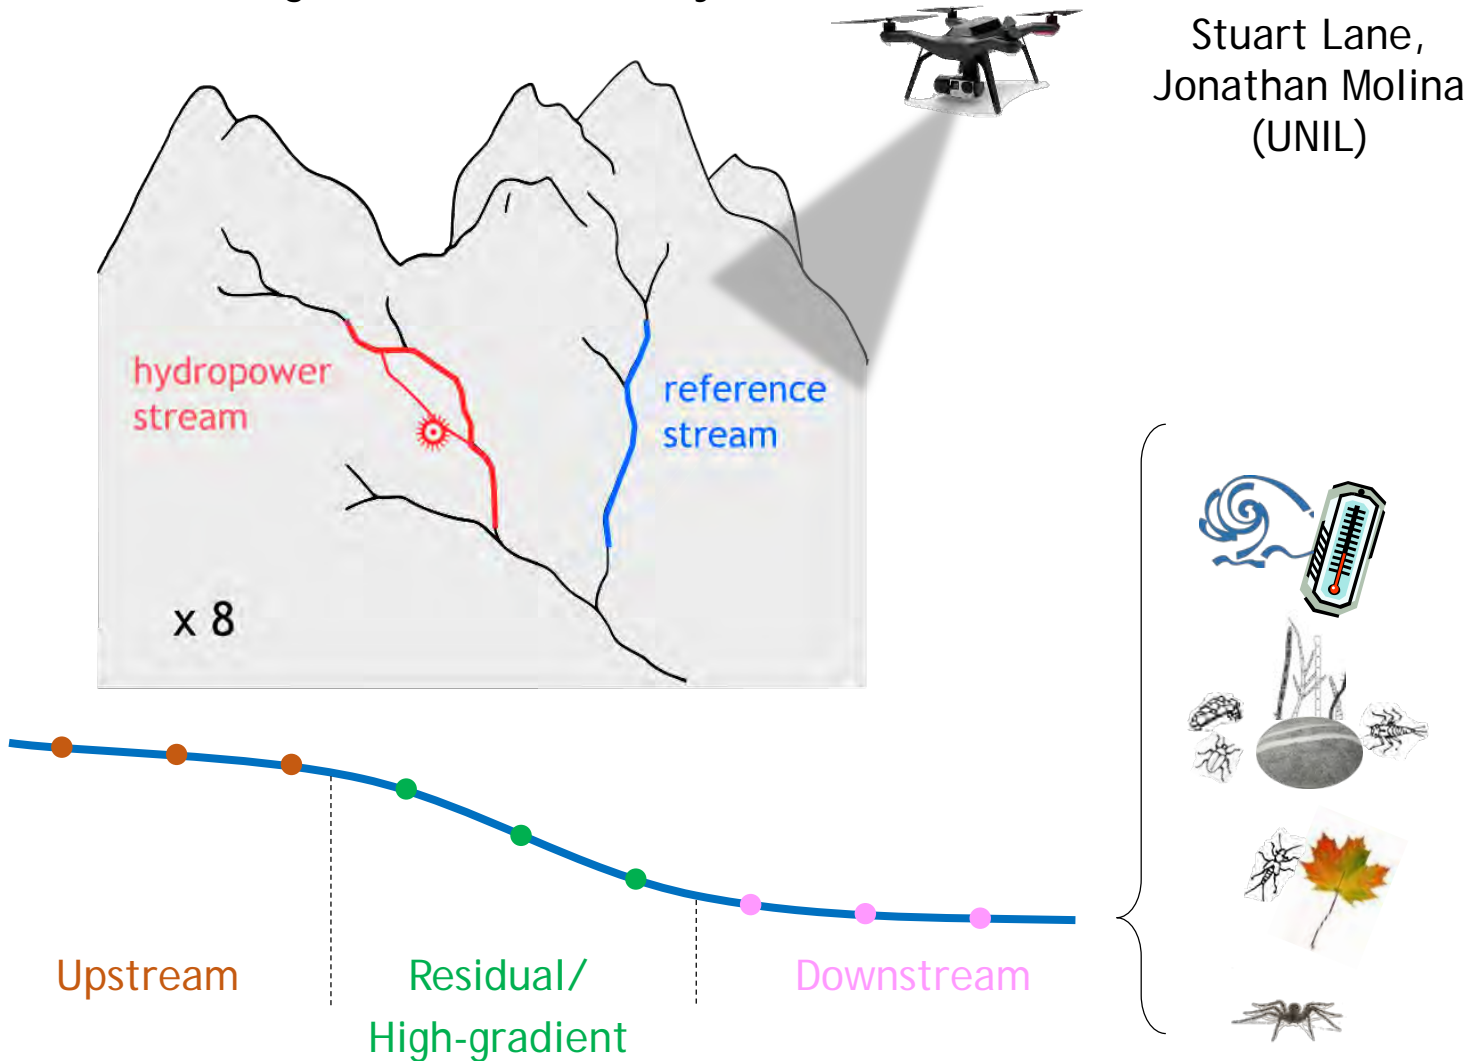 Stuart Lane,
Jonathan Molina
(UNIL)
hydropower
stream
reference
stream
x 8
Upstream
Residual/
High-gradient
Downstream